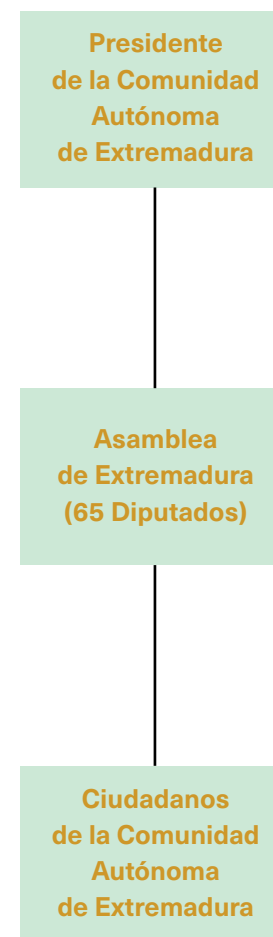 Presidente
de la Comunidad
Autónoma
de Extremadura
Asamblea
de Extremadura
(65 Diputados)
Ciudadanos
de la Comunidad
Autónoma
de Extremadura